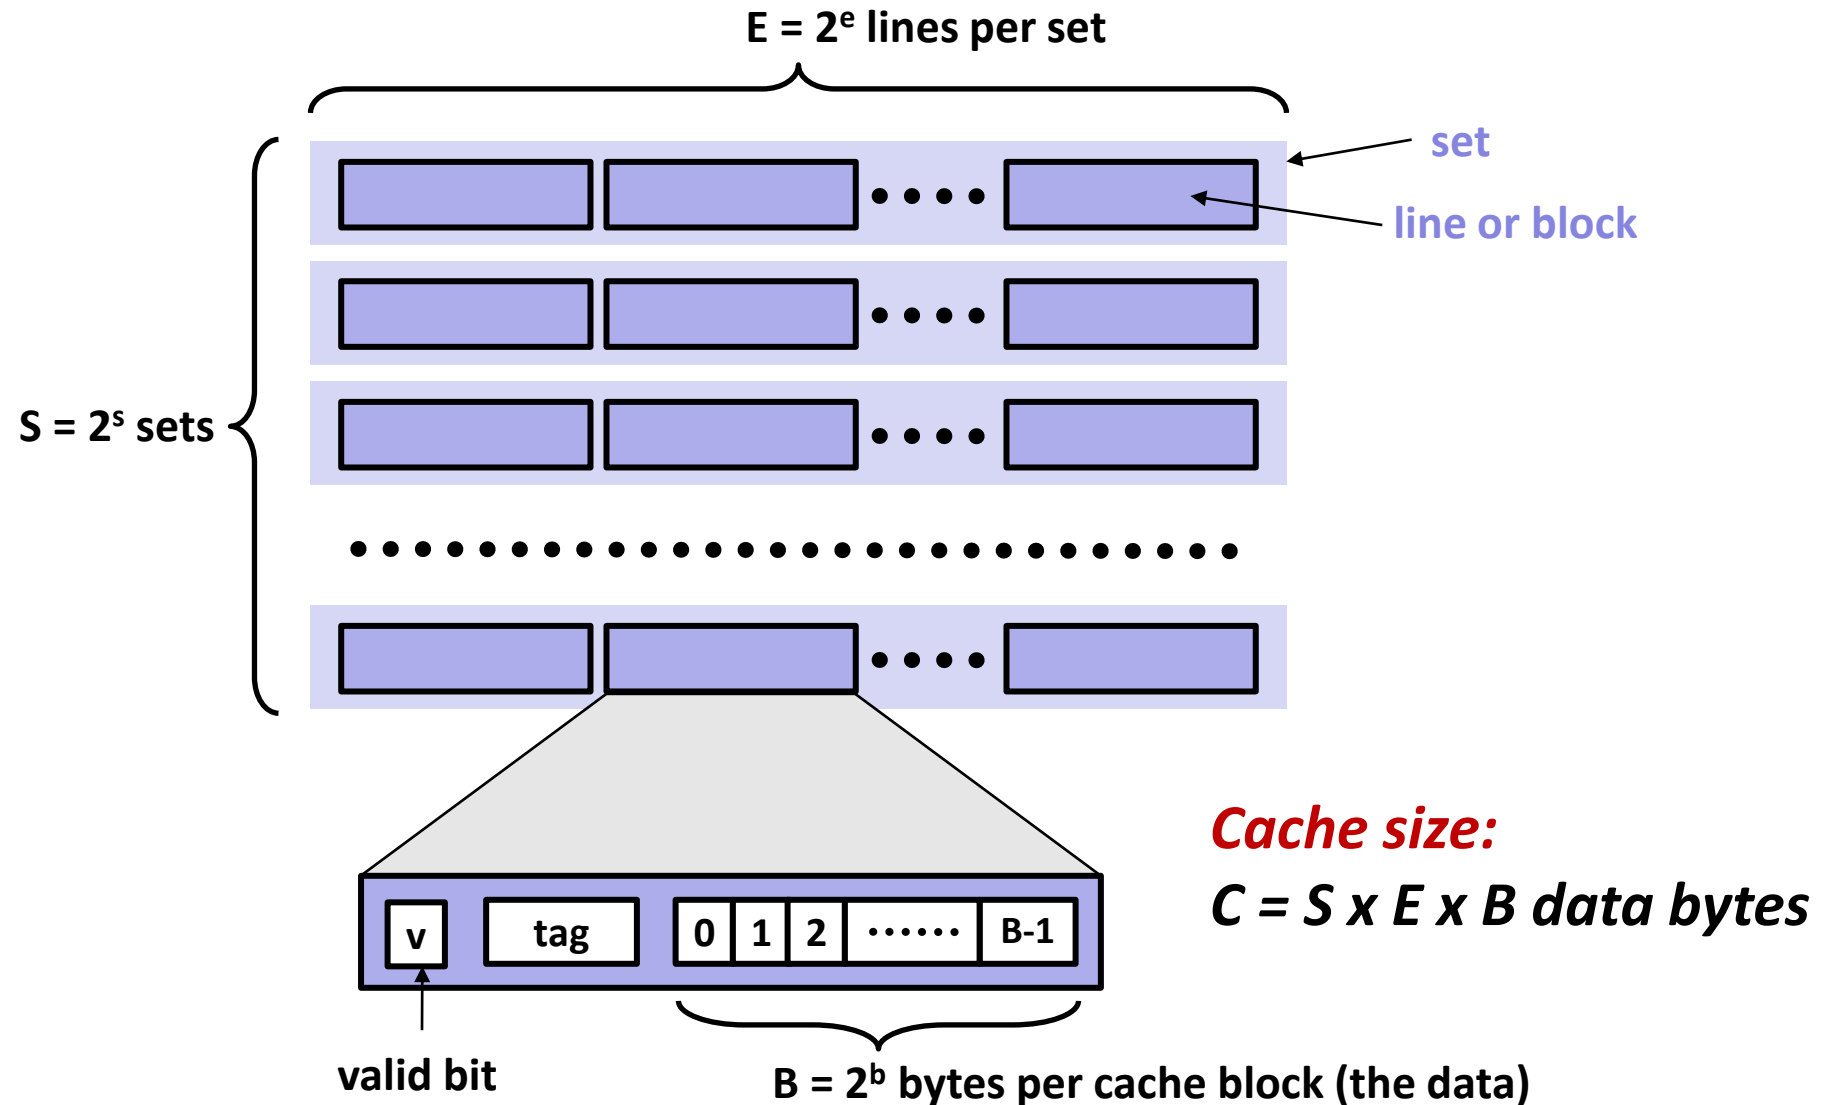 E = 2ᵉ lines per set
set
line or block
S = 2ˢ sets
Cache size:
C = S x E x B data bytes
v
tag
0
1
2
B-1
valid bit
B = 2ᵇ bytes per cache block (the data)